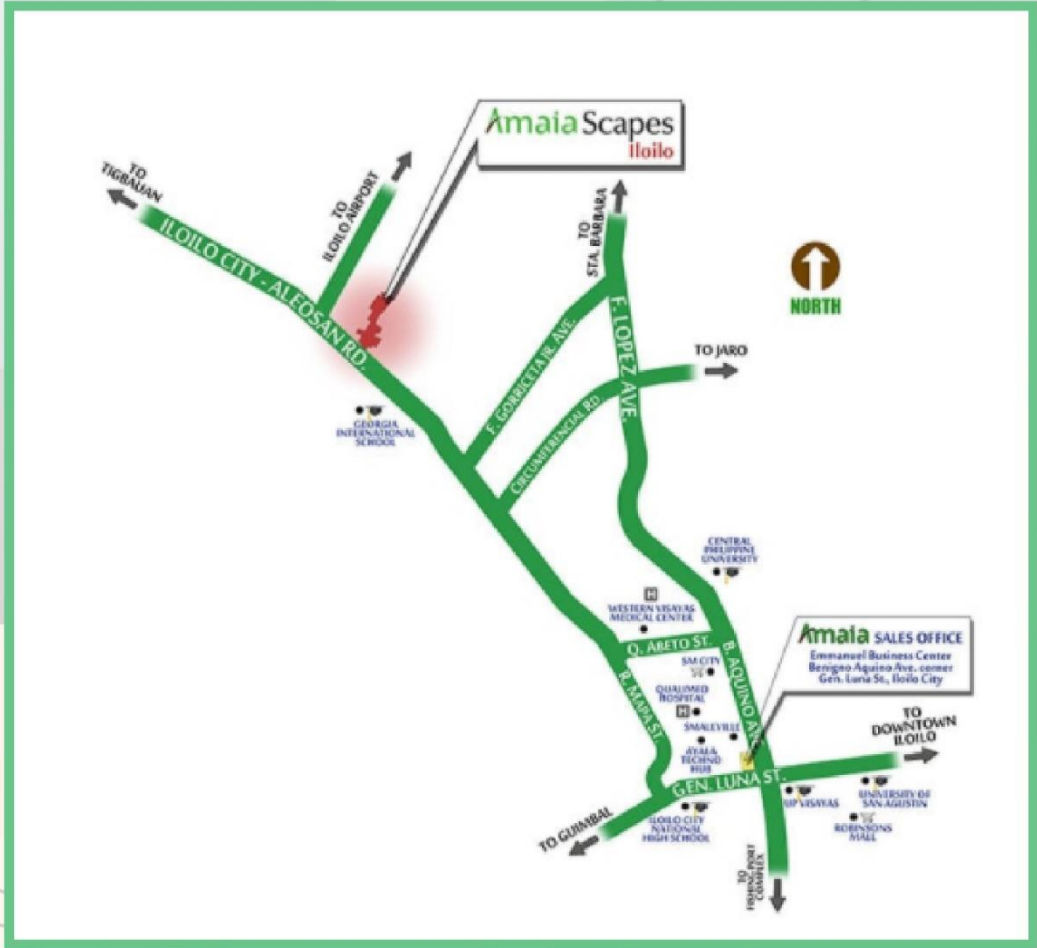 Amaia Scapes
Iloilo
TO
TIGBAUAN
TO
ILOILO AIRPORT
TO
STA. BARBARA
NORTH
ILOILO CITY - ALEOSAN RD.
F. LOPEZ AVE.
F. GORRICETA JR. AVE.
TO JARO
CIRCUMFERENCIAL RD.
GEORGIA
INTERNATIONAL
SCHOOL
CENTRAL
PHILIPPINE
UNIVERSITY
H
WESTERN VISAYAS
MEDICAL CENTER
Q. ABETO ST.
B. AQUINO AVE.
Amaia SALES OFFICE
Emmanuel Business Center
Benigno Aquino Ave. corner
Gen. Luna St., Iloilo City
SM CITY
R. MAPA ST.
QUALIMED
HOSPITAL
H
SMALLVILLE
AYALA
TECHNO
HUB
TO
DOWNTOWN
ILOILO
GEN. LUNA ST.
UP VISAYAS
UNIVERSITY OF
SAN AGUSTIN
ROBINSONS
MALL
ILOILO CITY
NATIONAL
HIGH SCHOOL
TO GUIMBAL
TO
FISHING PORT
COMPLEX